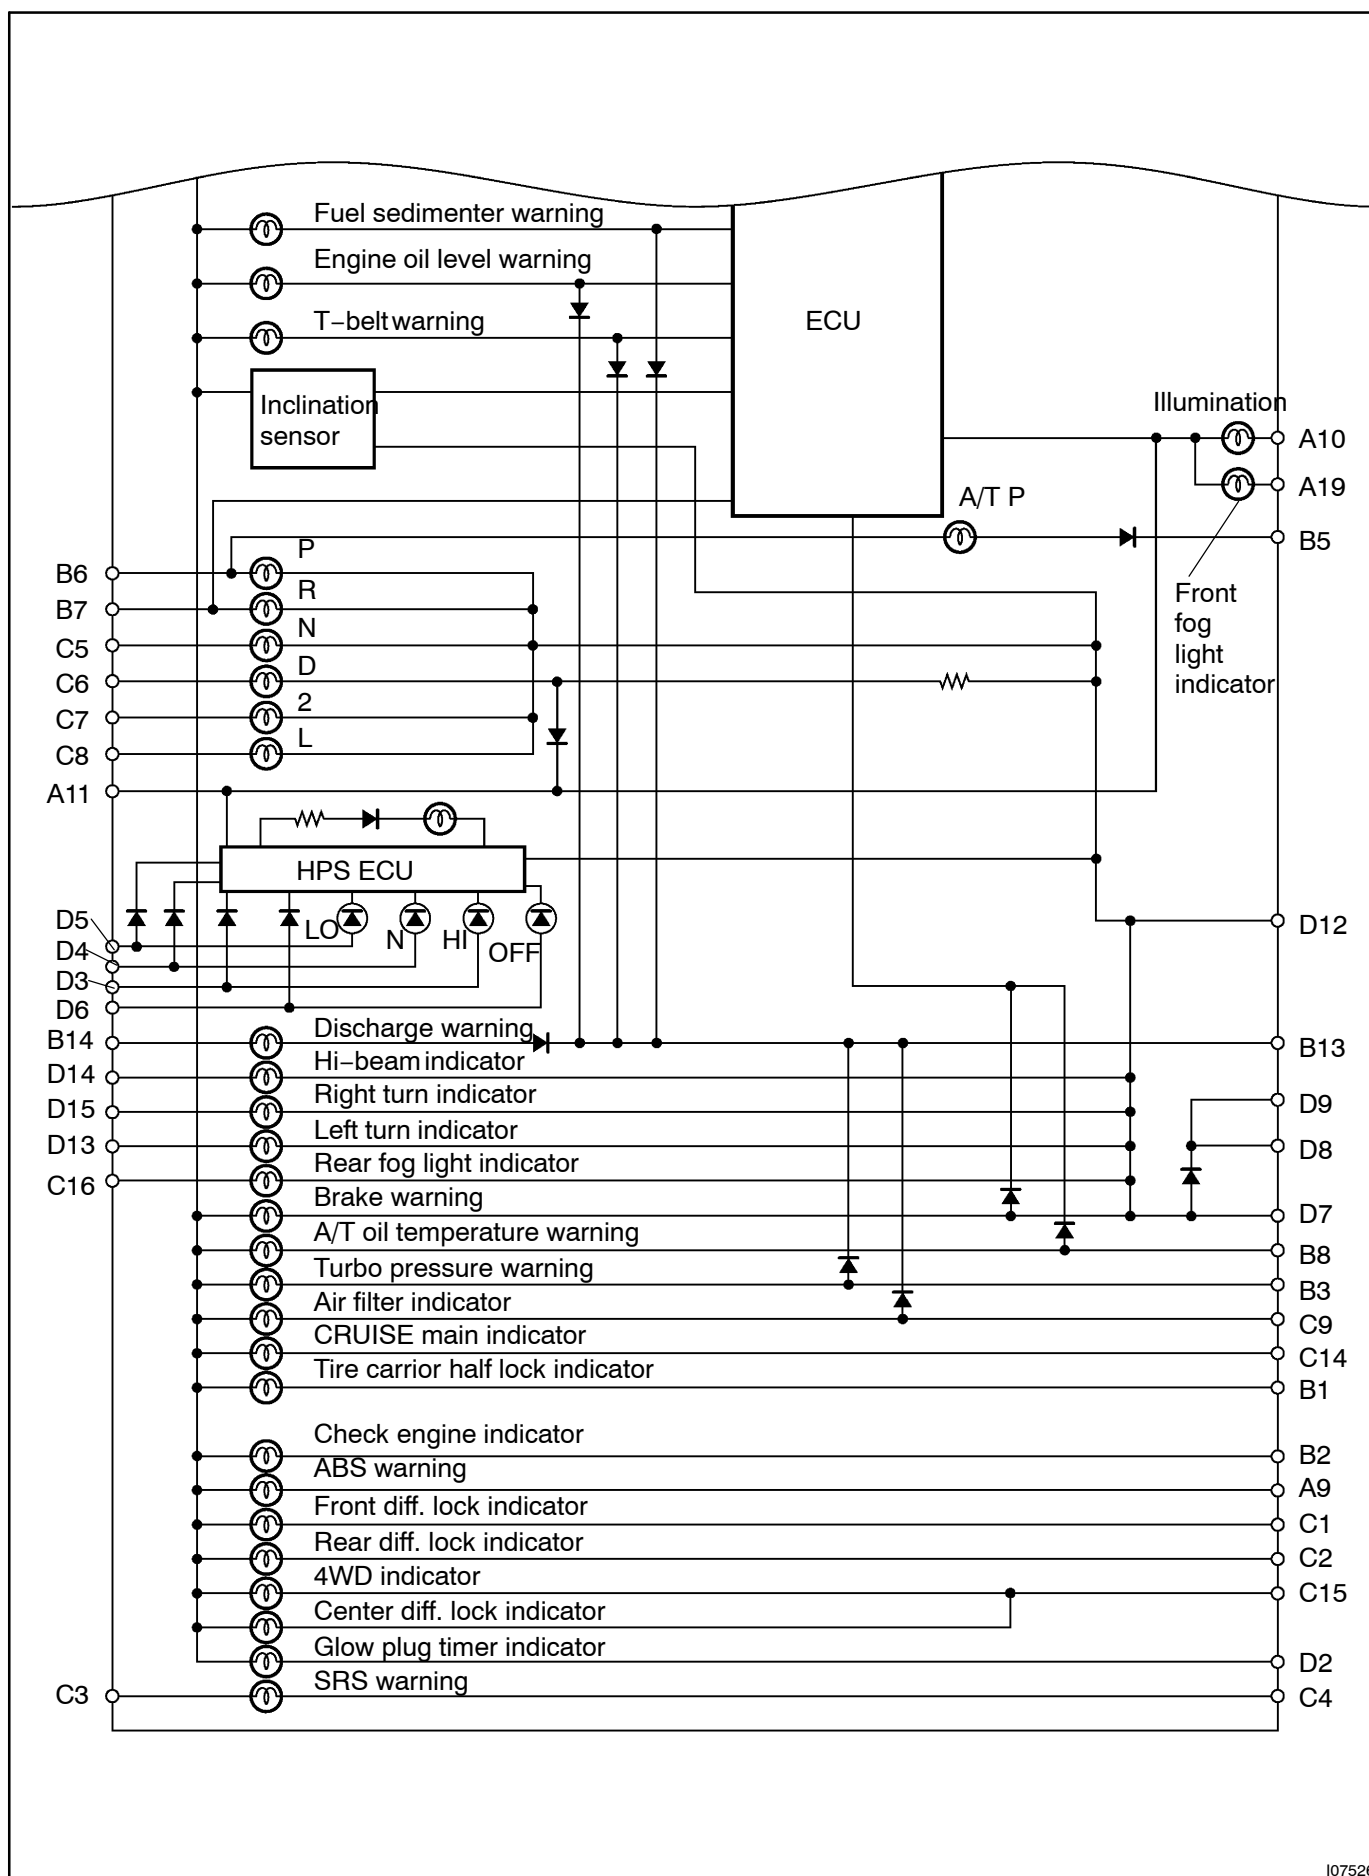 Fuel sedimenter warning
Engine oil level warning
T-belt warning
ECU
Inclination
sensor
Illumination
A10
A/T P
A19
B5
P
B6
R
B7
Front
fog
light
indicator
N
C5
D
C6
2
C7
L
C8
A11
HPS ECU
D5
LO
N
HI
OFF
D12
D4
D3
D6
Discharge warning
B14
B13
Hi-beam indicator
D14
Right turn indicator
D15
D9
Left turn indicator
D13
D8
Rear fog light indicator
C16
Brake warning
D7
A/T oil temperature warning
B8
Turbo pressure warning
B3
Air filter indicator
C9
CRUISE main indicator
C14
Tire carrior half lock indicator
B1
Check engine indicator
B2
ABS warning
A9
Front diff. lock indicator
C1
Rear diff. lock indicator
C2
4WD indicator
C15
Center diff. lock indicator
Glow plug timer indicator
D2
SRS warning
C3
C4
I07526